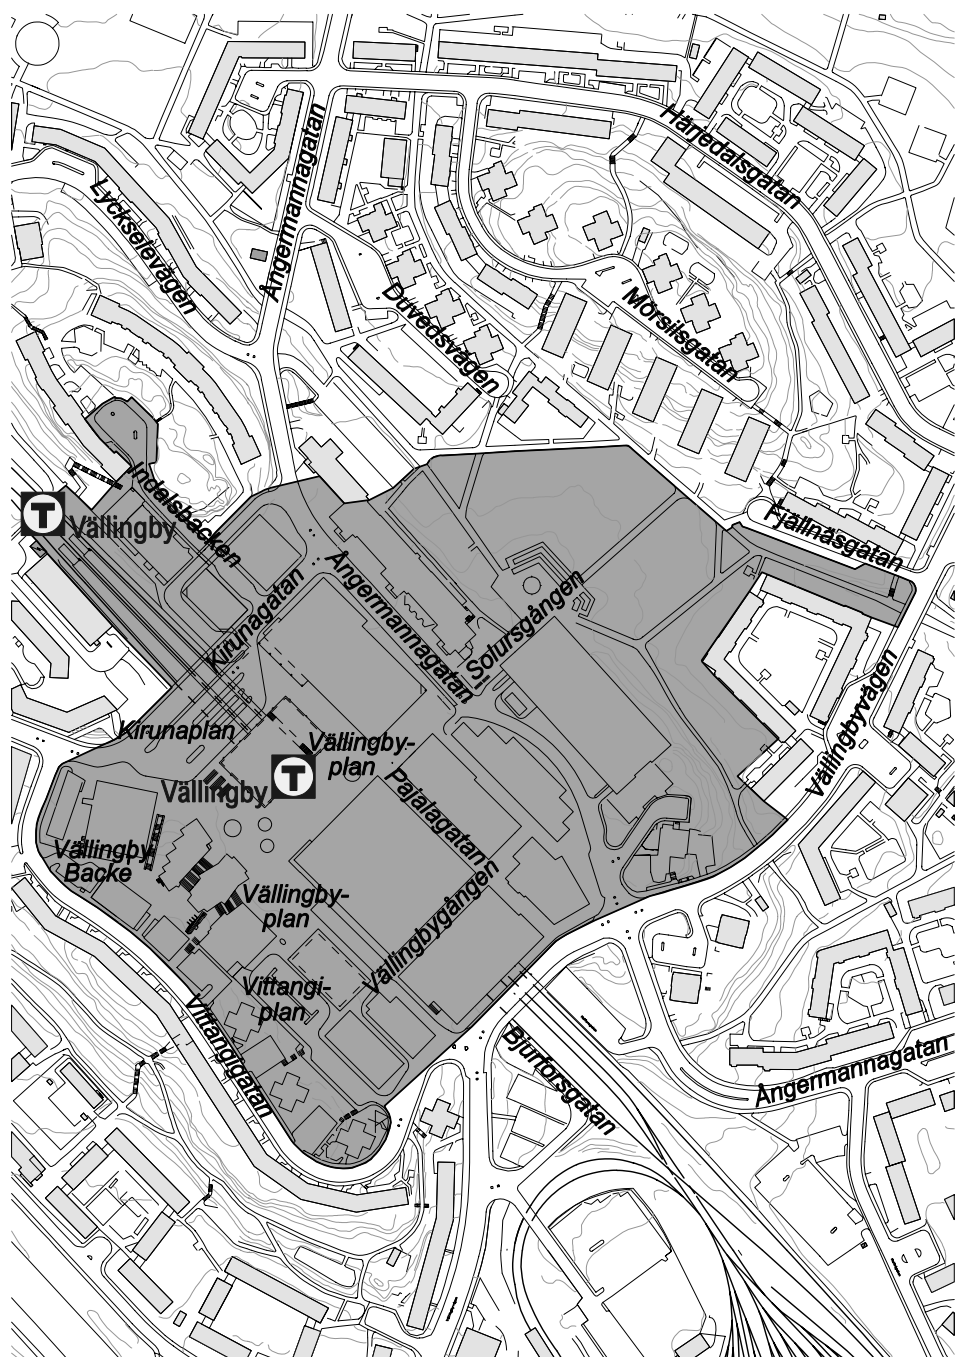 Härjedalsgatan
Ångermannagatan
Lyckselevägen
Duvedsvägen
Mörsilsgatan
Indalsbacken
T
Vällingby
Fjällnäsgatan
Kirunagatan
Ångermannagatan
Solursgången
Vällingbyvägen
Kirunaplan
Vällingby-
plan
T
Vällingby
Pajalagatan
Vällingby
Backe
Vällingby-
plan
Vällingbygången
Vittangi-
plan
Vittangigatan
Bjurforsgatan
Ångermannagatan